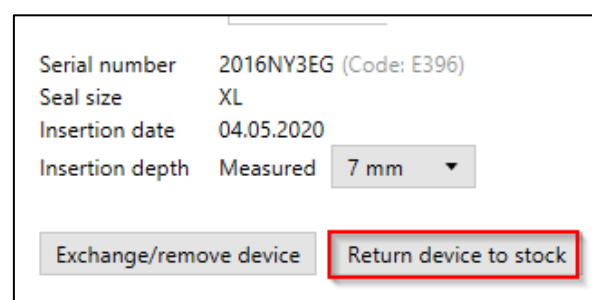 Serial number 2016NY3EG (Code: E396)
Seal size XL
Insertion date 04.05.2020
Insertion depth Measured 7 mm
Exchange/remove device Return device to stock